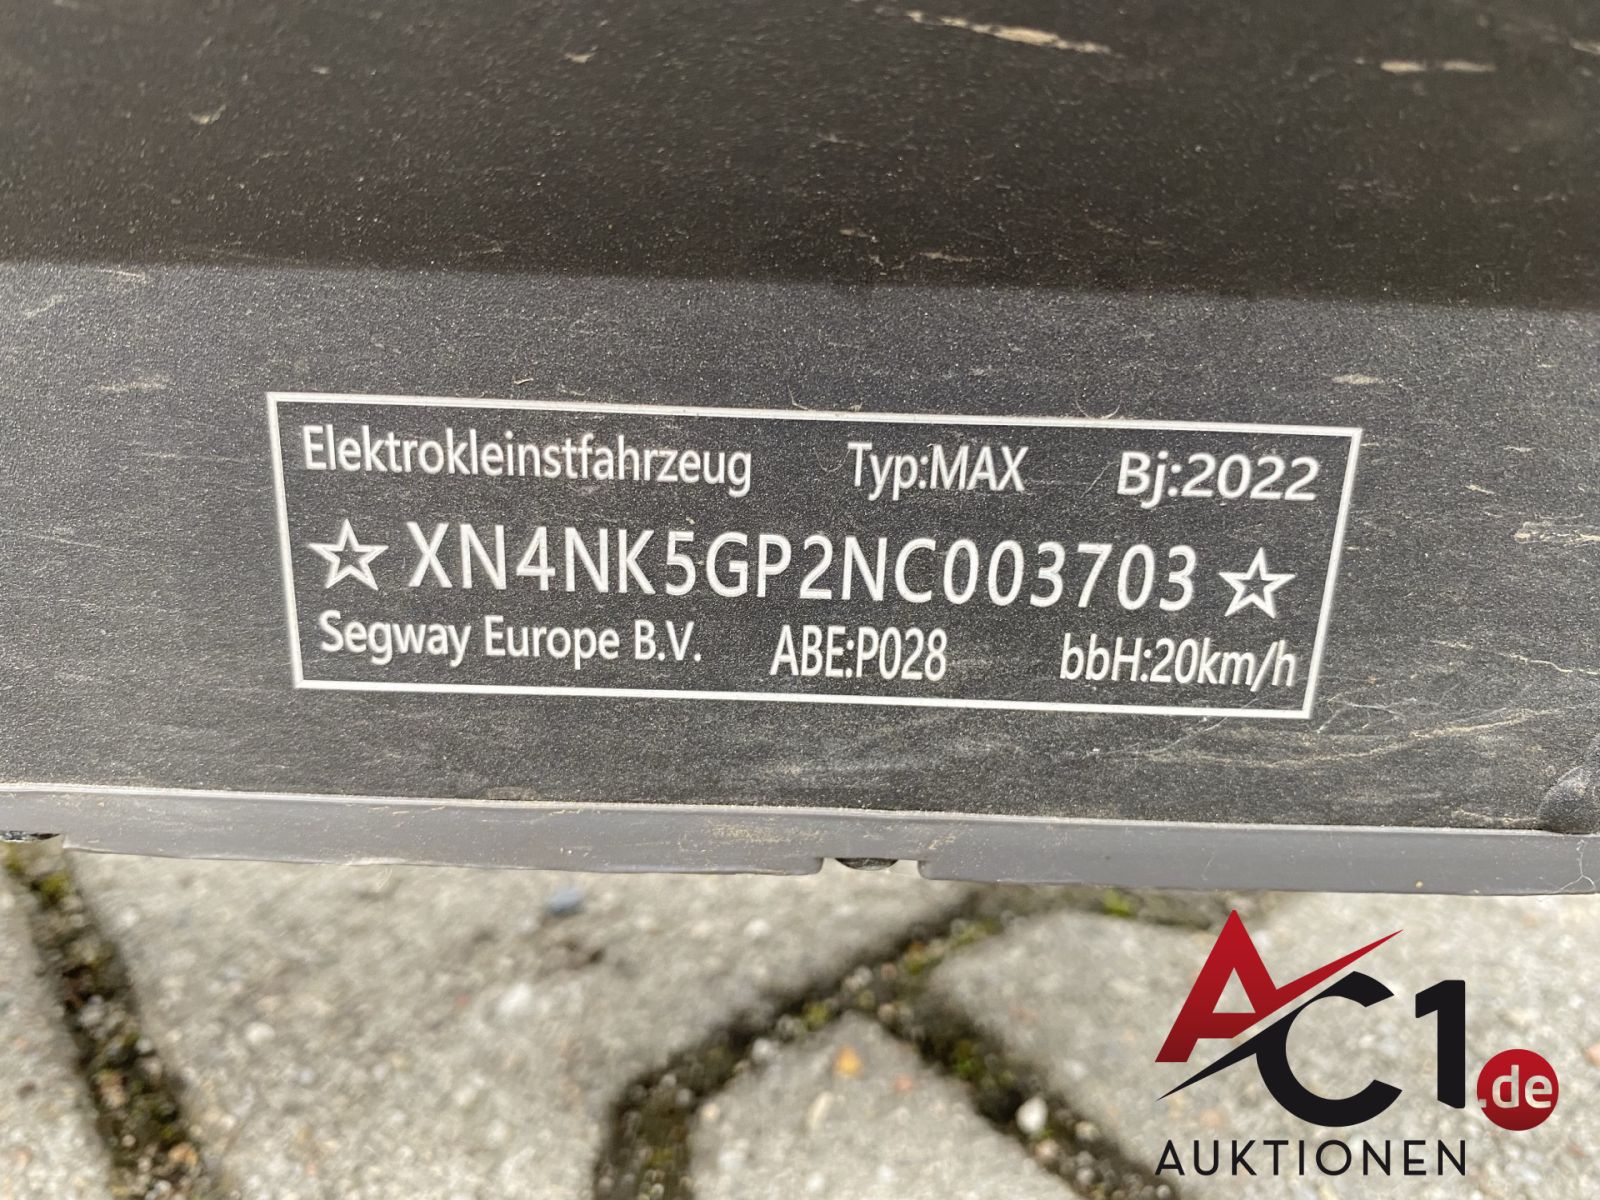 Elektrokleinstfahrzeug Typ:MAX Bj:2022
☆XN4NK5GP2NC003703☆
Segway Europe B.V. ABE:P028 bbH:20km/h
AC1.de
AUKTIONEN